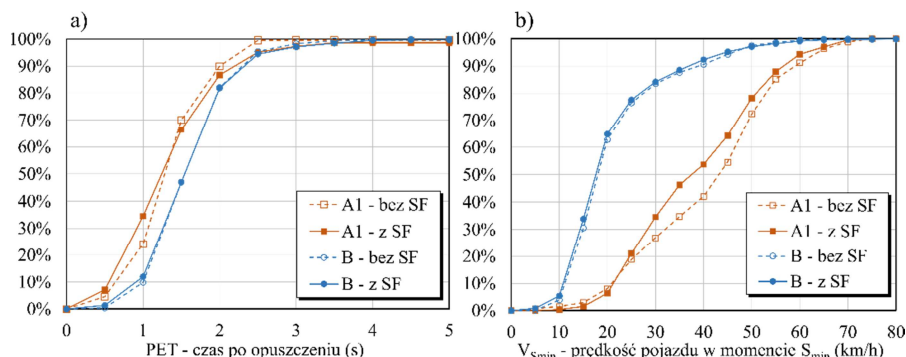 a)
100%
90%
80%
70%
60%
50%
40%
30%
20%
10%
0%
0 1 2 3 4 5
PET - czas po opuszczeniu (s)
A1 - bez SF
A1 - z SF
B - bez SF
B - z SF
b)
100%
90%
80%
70%
60%
50%
40%
30%
20%
10%
0%
0 10 20 30 40 50 60 70 80
VSmin - prędkość pojazdu w momencie Smin (km/h)
A1 - bez SF
A1 - z SF
B - bez SF
B - z SF